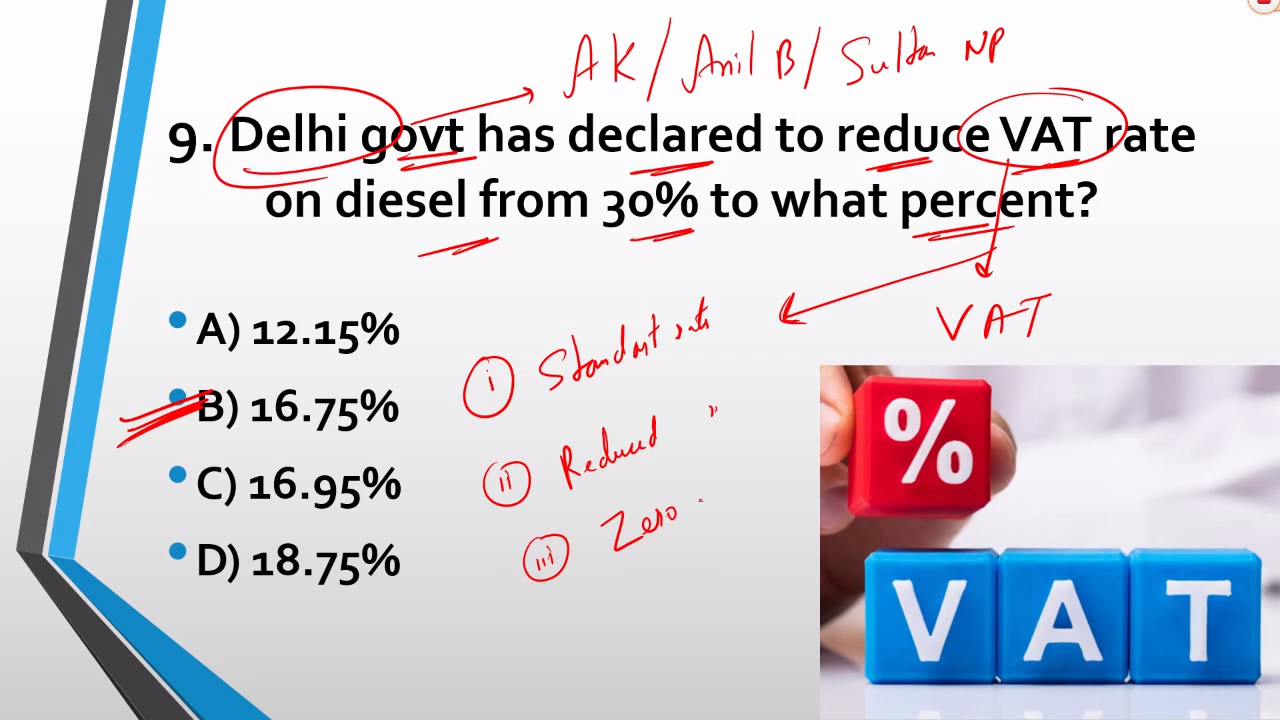 AK / Anil B / Sultan NP
9. Delhi govt has declared to reduce VAT rate
on diesel from 30% to what percent?
VAT
A) 12.15%
i Standart rate
B) 16.75%
ii Reduced "
C) 16.95%
iii Zero "
D) 18.75%
%
VAT